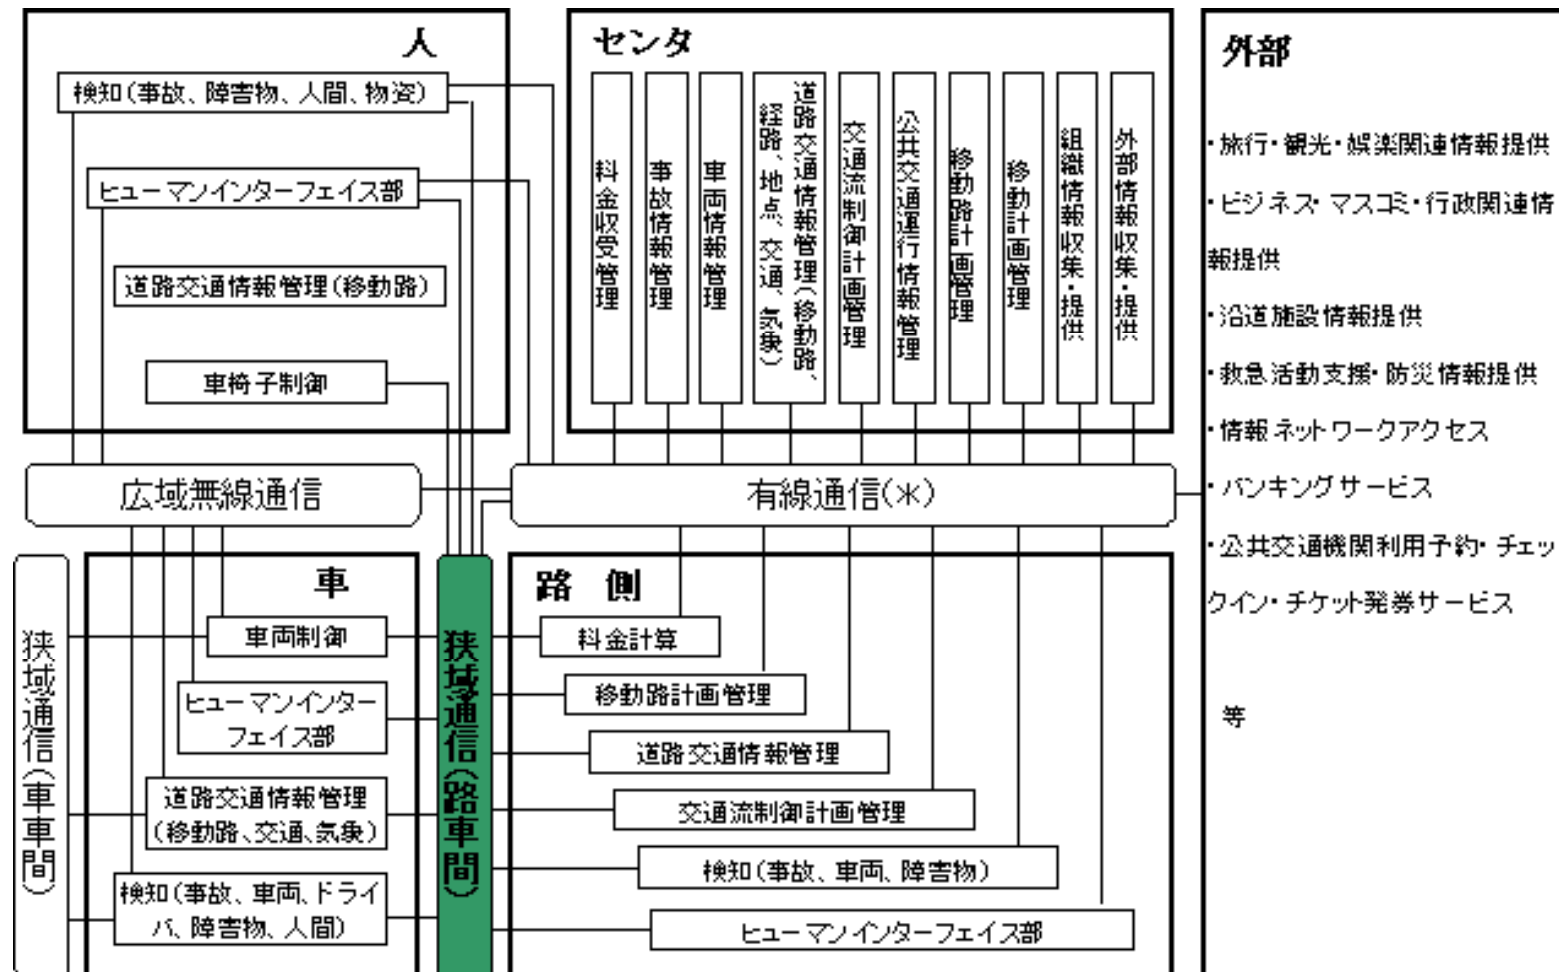 人
検知(事故、障害物、人間、物資)
ヒューマンインターフェイス部
道路交通情報管理(移動路)
車椅子制御
センタ
料金収受管理
事故情報管理
車両情報管理
道路交通情報管理(移動路、
経路、地点、交通、気象)
交通流制御計画管理
公共交通運行情報管理
移動路計画管理
移動計画管理
組織情報収集・提供
外部情報収集・提供
外部
・旅行・観光・娯楽関連情報提供
・ビジネス・マスコミ・行政関連情
報提供
・沿道施設情報提供
・救急活動支援・防災情報提供
・情報ネットワークアクセス
・バンキングサービス
・公共交通機関利用予約・チェッ
クイン・チケット発券サービス
等
広域無線通信
有線通信(*)
狭域通信(車車間)
車
車両制御
ヒューマンインター
フェイス部
道路交通情報管理
(移動路、交通、気象)
検知(事故、車両、ドライ
バ、障害物、人間)
狭域通信(路車間)
路 側
料金計算
移動路計画管理
道路交通情報管理
交通流制御計画管理
検知(事故、車両、障害物)
ヒューマンインターフェイス部